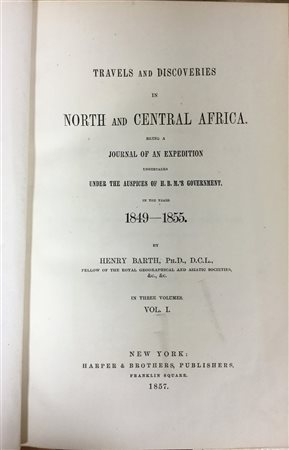 TRAVELS AND DISCOVERIES
IN
NORTH AND CENTRAL AFRICA.
BEING A
JOURNAL OF AN EXPEDITION
UNDERTAKEN
UNDER THE AUSPICES OF H. B. M.'S GOVERNMENT,
IN THE YEARS
1849—1855.
BY
HENRY BARTH, PH.D., D.C.L.,
FELLOW OF THE ROYAL GEOGRAPHICAL AND ASIATIC SOCIETIES,
&c., &c.
IN THREE VOLUMES.
VOL. I.
NEW YORK:
HARPER & BROTHERS, PUBLISHERS,
FRANKLIN SQUARE.
1857.